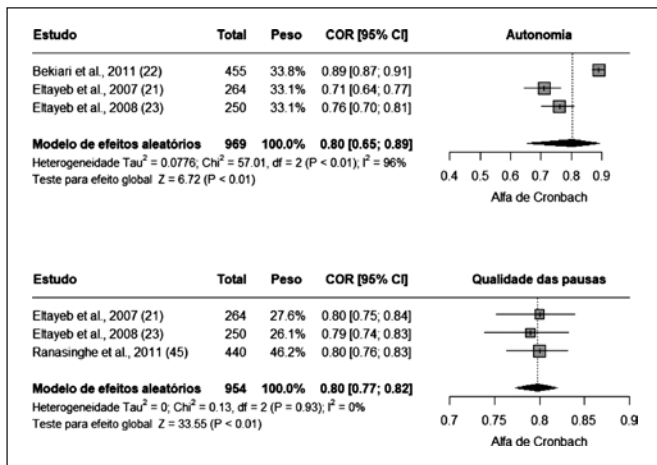 Estudo Total Peso COR [95% CI] Autonomia
Bekiari et al., 2011 (22) 455 33.8% 0.89 [0.87; 0.91]
Eltayeb et al., 2007 (21) 264 33.1% 0.71 [0.64; 0.77]
Eltayeb et al., 2008 (23) 250 33.1% 0.76 [0.70; 0.81]
Modelo de efeitos aleatórios 969 100.0% 0.80 [0.65; 0.89]
Heterogeneidade Tau² = 0.0776; Chi² = 57.01, df = 2 (P < 0.01); I² = 96%
Teste para efeito global Z = 6.72 (P < 0.01)
0.4 0.5 0.6 0.7 0.8 0.9
Alfa de Cronbach
Estudo Total Peso COR [95% CI] Qualidade das pausas
Eltayeb et al., 2007 (21) 264 27.6% 0.80 [0.75; 0.84]
Eltayeb et al., 2008 (23) 250 26.1% 0.79 [0.74; 0.83]
Ranasinghe et al., 2011 (45) 440 46.2% 0.80 [0.76; 0.83]
Modelo de efeitos aleatórios 954 100.0% 0.80 [0.77; 0.82]
Heterogeneidade Tau² = 0; Chi² = 0.13, df = 2 (P = 0.93); I² = 0%
Teste para efeito global Z = 33.55 (P < 0.01)
0.7 0.75 0.8 0.85 0.9
Alfa de Cronbach